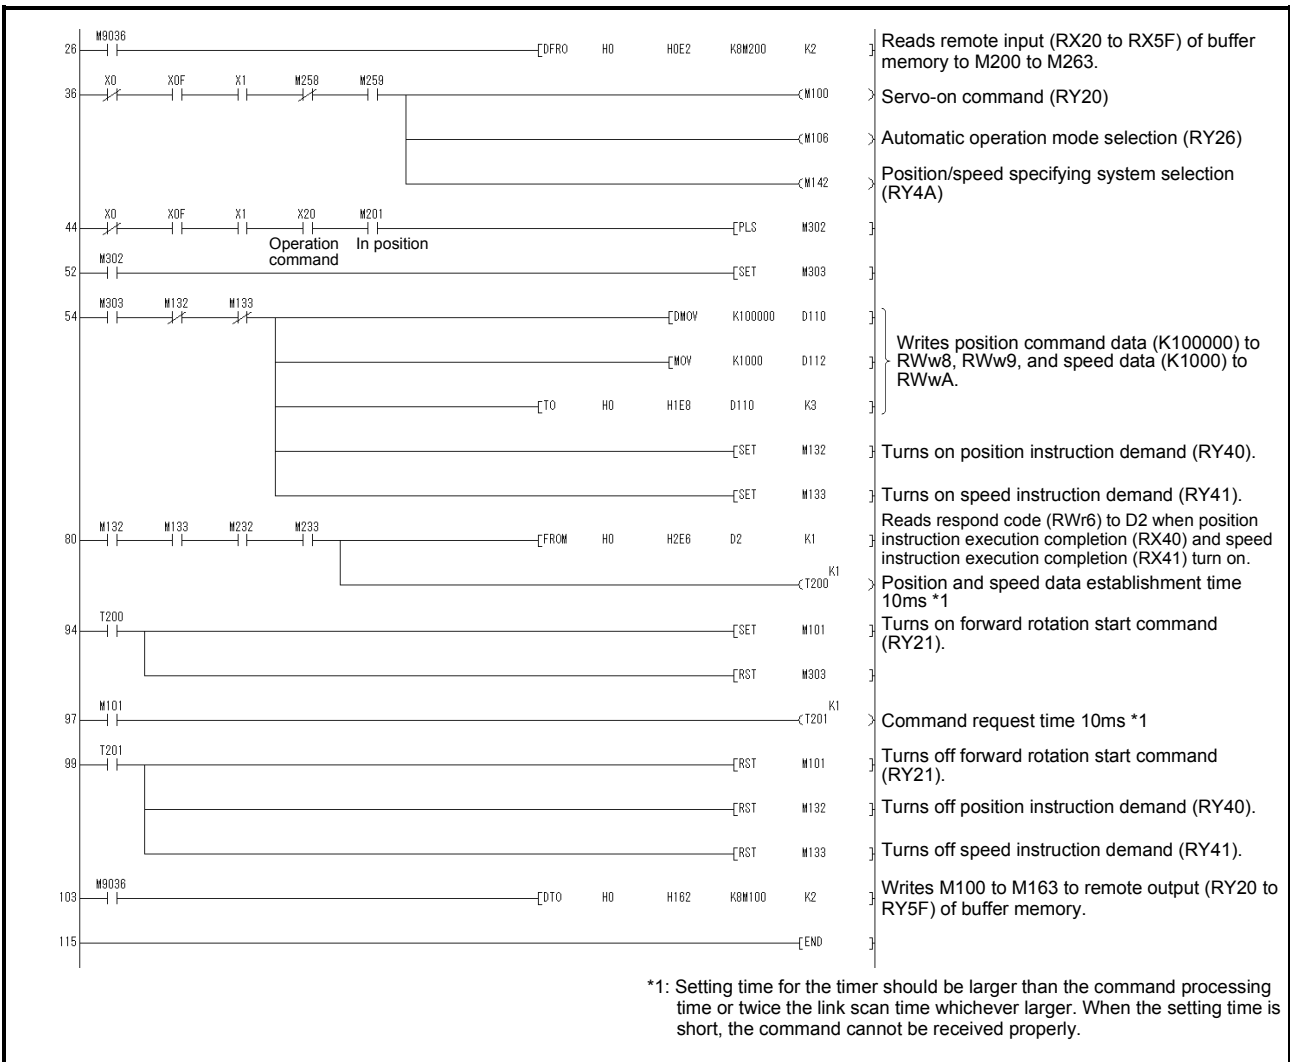 M9036
26 [DFRO H0 H0E2 K8M200 K2 ]
Reads remote input (RX20 to RX5F) of buffer
memory to M200 to M263.
X0 X0F X1 M258 M259
36 (M100 ) Servo-on command (RY20)
(M106 ) Automatic operation mode selection (RY26)
(M142 ) Position/speed specifying system selection
(RY4A)
X0 X0F X1 X20 M201
44 [PLS M302 ]
Operation
command
In position
M302
52 [SET M303 ]
M303 M132 M133
54 [DMOV K100000 D110 ]
[MOV K1000 D112 ]
[TO H0 H1E8 D110 K3 ]
Writes position command data (K100000) to
RWw8, RWw9, and speed data (K1000) to
RWwA.
[SET M132 ] Turns on position instruction demand (RY40).
[SET M133 ] Turns on speed instruction demand (RY41).
M132 M133 M232 M233
80 [FROM H0 H2E6 D2 K1 ]
Reads respond code (RWr6) to D2 when position
instruction execution completion (RX40) and speed
instruction execution completion (RX41) turn on.
K1
(T200 ) Position and speed data establishment time
10ms *1
T200
94 [SET M101 ] Turns on forward rotation start command
(RY21).
[RST M303 ]
M101 K1
97 (T201 ) Command request time 10ms *1
T201
99 [RST M101 ] Turns off forward rotation start command
(RY21).
[RST M132 ] Turns off position instruction demand (RY40).
[RST M133 ] Turns off speed instruction demand (RY41).
M9036
103 [DTO H0 H162 K8M100 K2 ] Writes M100 to M163 to remote output (RY20 to
RY5F) of buffer memory.
115 [END ]
*1: Setting time for the timer should be larger than the command processing
time or twice the link scan time whichever larger. When the setting time is
short, the command cannot be received properly.